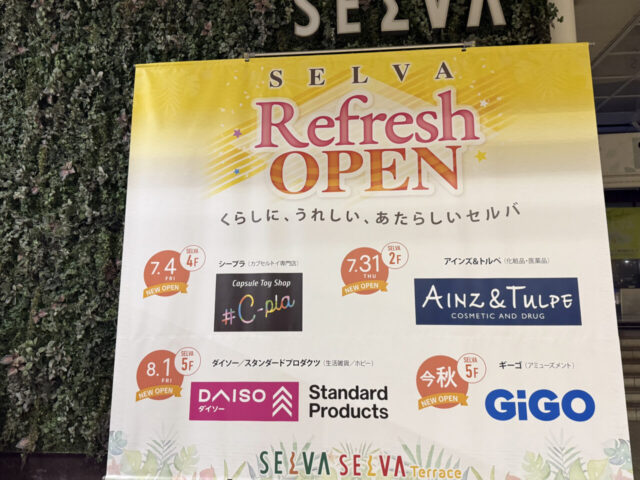 SELVA
SELVA
Refresh
OPEN
くらしに、うれしい、あたらしいセルバ
7.4
FRI
NEW OPEN
SELVA
4F
シープラ（カプセルトイ専門店）
Capsule Toy Shop
#C-pla
7.31
THU
NEW OPEN
SELVA
2F
アインズ&トルペ（化粧品・医薬品）
AINZ & TULPE
COSMETIC AND DRUG
8.1
FRI
NEW OPEN
SELVA
5F
ダイソー／スタンダードプロダクツ（生活雑貨／ホビー）
DAISO
ダイソー
Standard
Products
今秋
NEW OPEN
SELVA
5F
ギーゴ（アミューズメント）
GiGO
SELVA SELVA Terrace